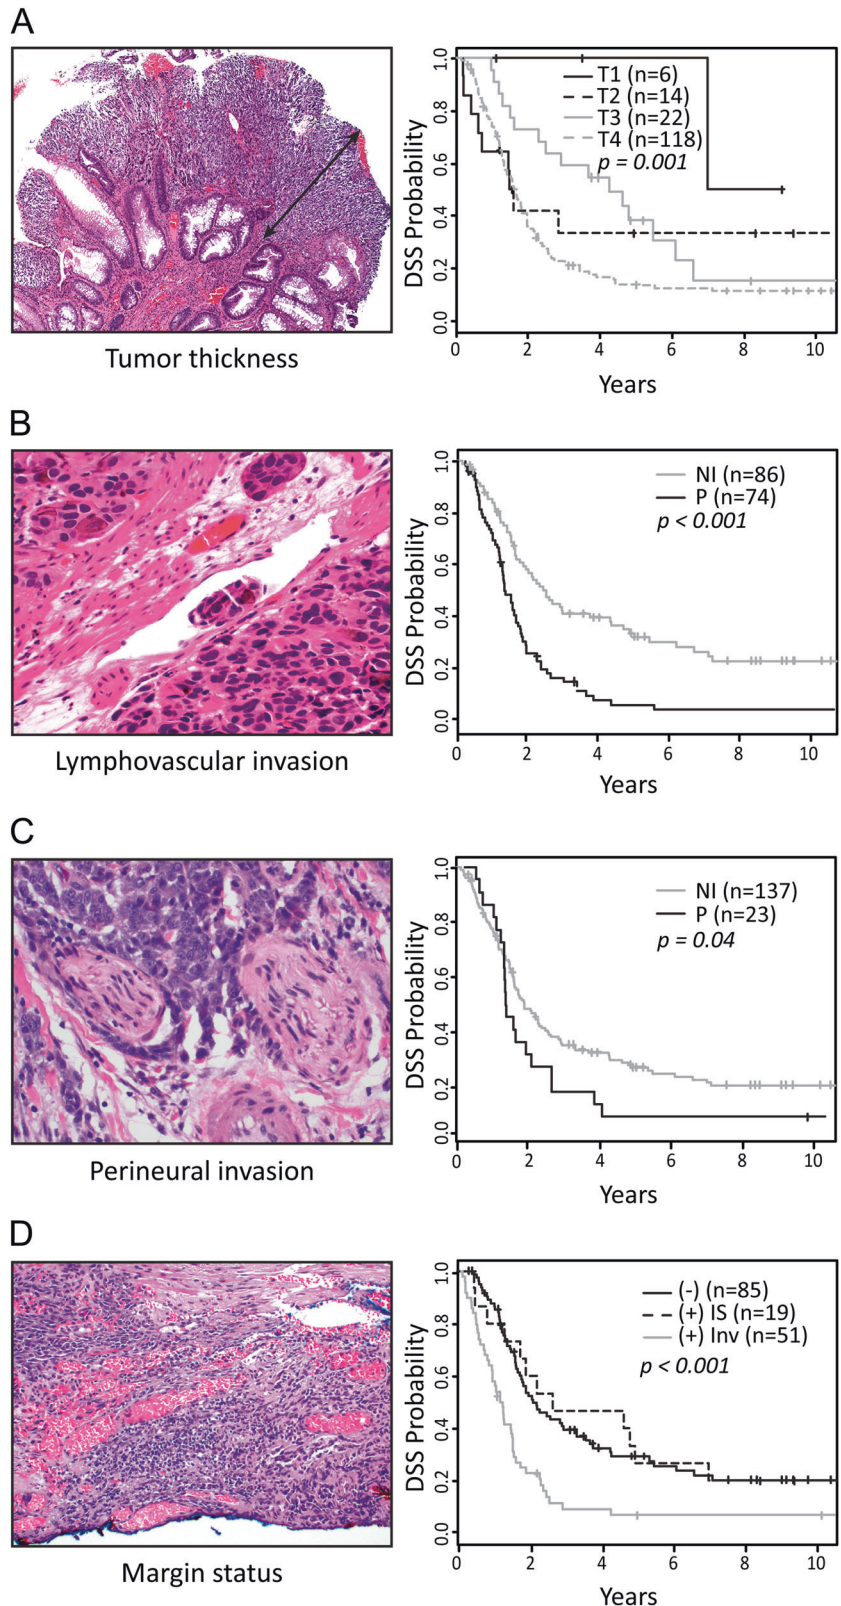 A
1.0
0.8
0.6
0.4
0.2
0.0
DSS Probability
T1 (n=6)
T2 (n=14)
T3 (n=22)
T4 (n=118)
p = 0.001
0 2 4 6 8 10
Years
Tumor thickness
B
1.0
0.8
0.6
0.4
0.2
0.0
DSS Probability
NI (n=86)
P (n=74)
p < 0.001
0 2 4 6 8 10
Years
Lymphovascular invasion
C
1.0
0.8
0.6
0.4
0.2
0.0
DSS Probability
NI (n=137)
P (n=23)
p = 0.04
0 2 4 6 8 10
Years
Perineural invasion
D
1.0
0.8
0.6
0.4
0.2
0.0
DSS Probability
(-) (n=85)
(+) IS (n=19)
(+) Inv (n=51)
p < 0.001
0 2 4 6 8 10
Years
Margin status